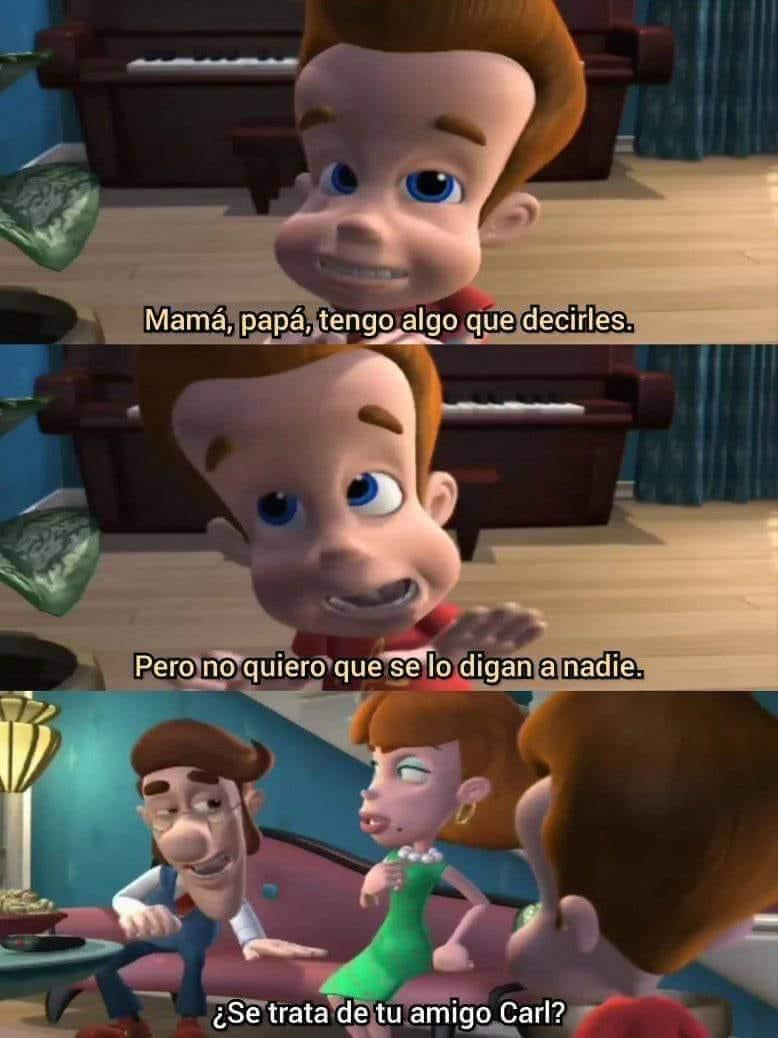 Mamá, papá, tengo algo que decirles.
Pero no quiero que se lo digan a nadie.
¿Se trata de tu amigo Carl?